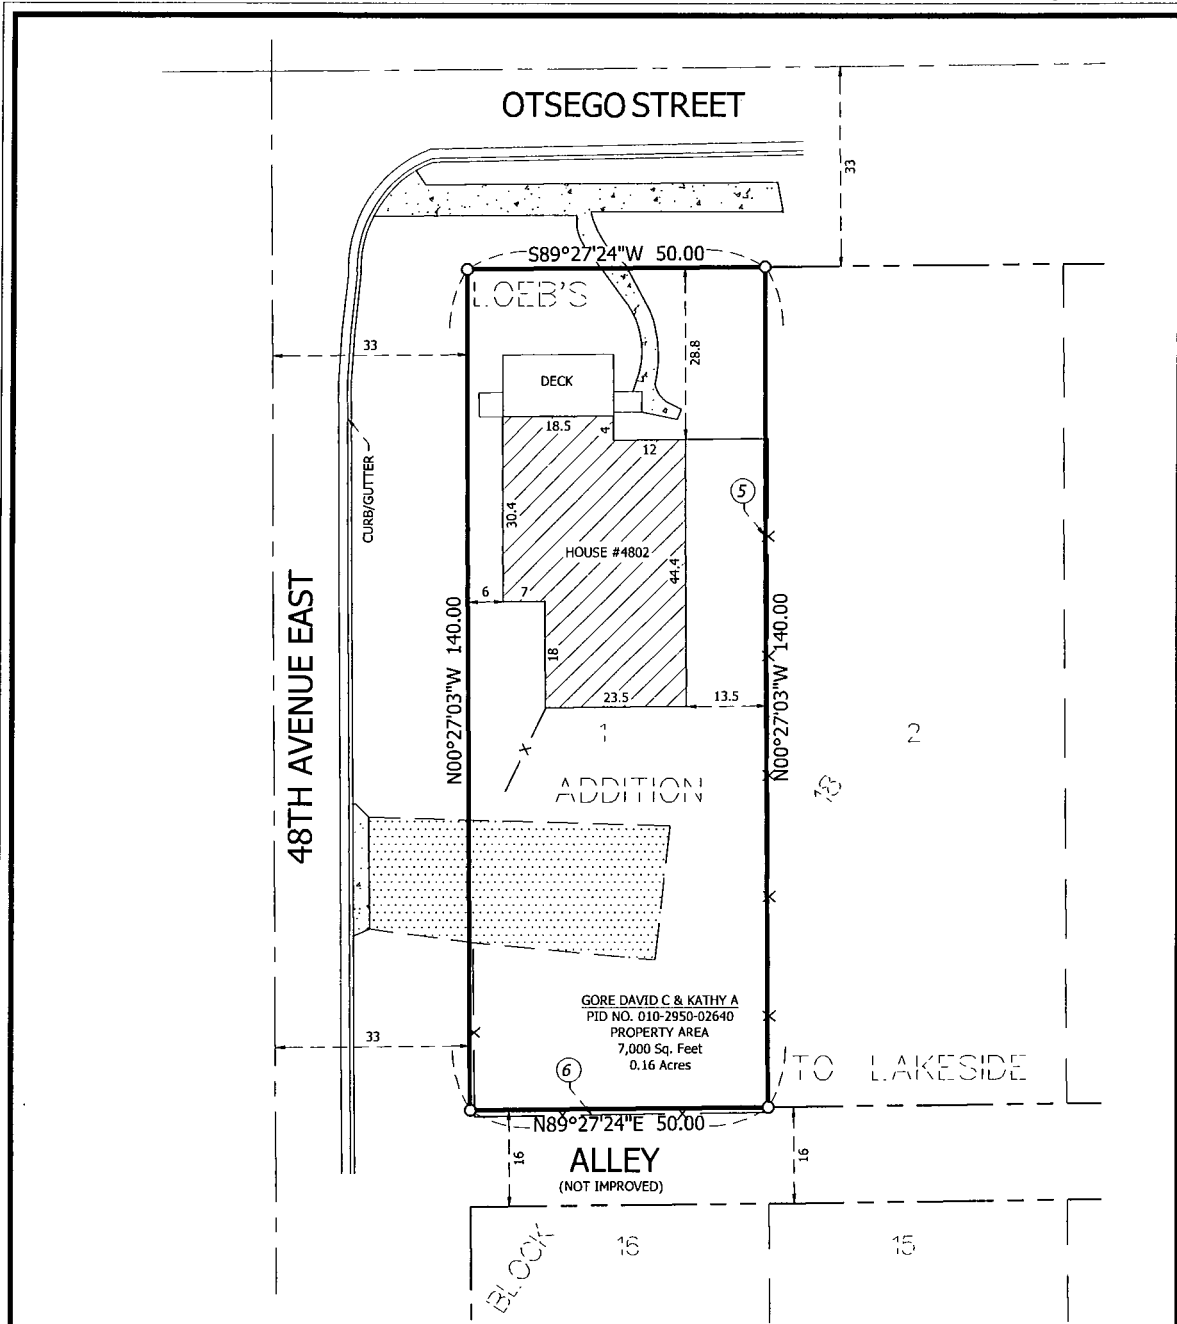 OTSEGO STREET
33
S89°27'24"W 50.00
LOEB'S
33
28.8
DECK
18.5
4
12
CURB/GUTTER
5
30.4
HOUSE #4802
44.4
6
7
48TH AVENUE EAST
N00°27'03"W 140.00
N00°27'03"W 140.00
18
23.5
13.5
1
2
ADDITION
18
GORE DAVID C & KATHY A
PID NO. 010-2950-02640
PROPERTY AREA
7,000 Sq. Feet
0.16 Acres
33
6
TO LAKESIDE
N89°27'24"E 50.00
16
ALLEY
(NOT IMPROVED)
16
BLOCK
16
15